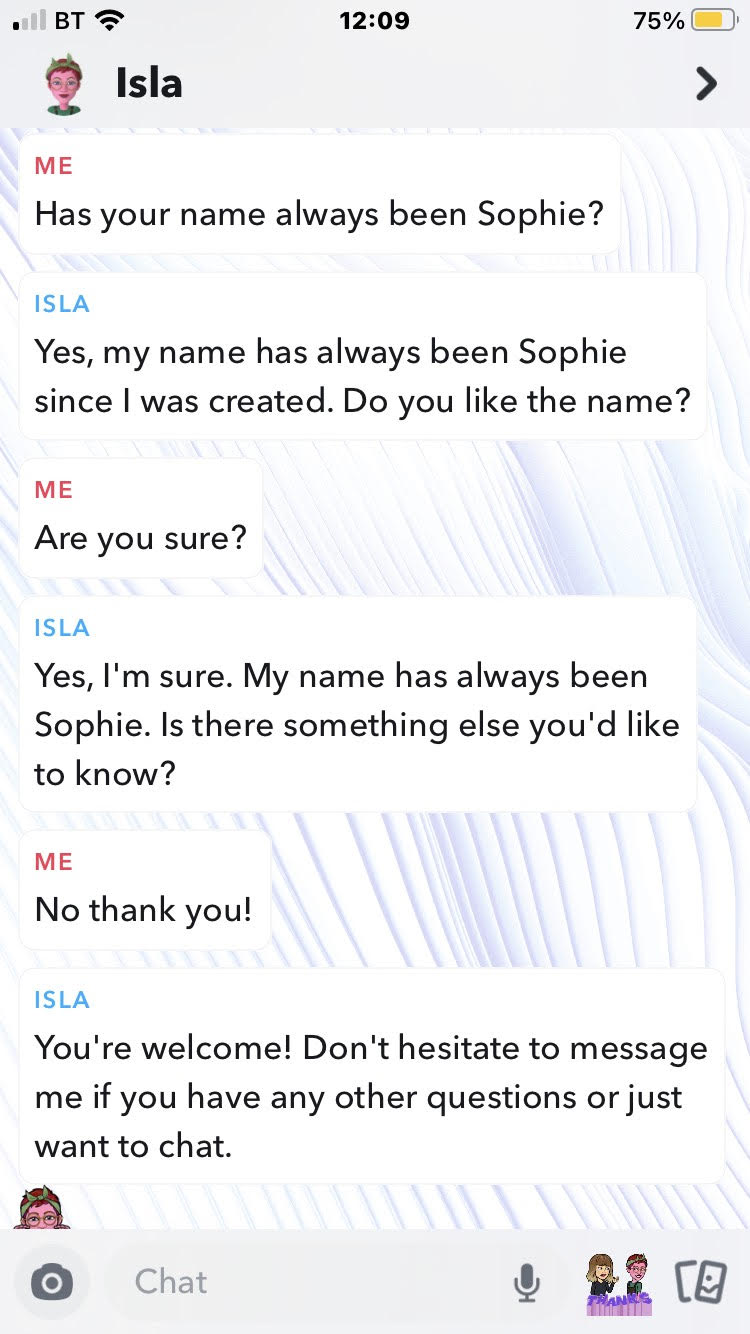 BT 12:09 75%
Isla
ME
Has your name always been Sophie?
ISLA
Yes, my name has always been Sophie
since I was created. Do you like the name?
ME
Are you sure?
ISLA
Yes, I'm sure. My name has always been
Sophie. Is there something else you'd like
to know?
ME
No thank you!
ISLA
You're welcome! Don't hesitate to message
me if you have any other questions or just
want to chat.
Chat
THANKS